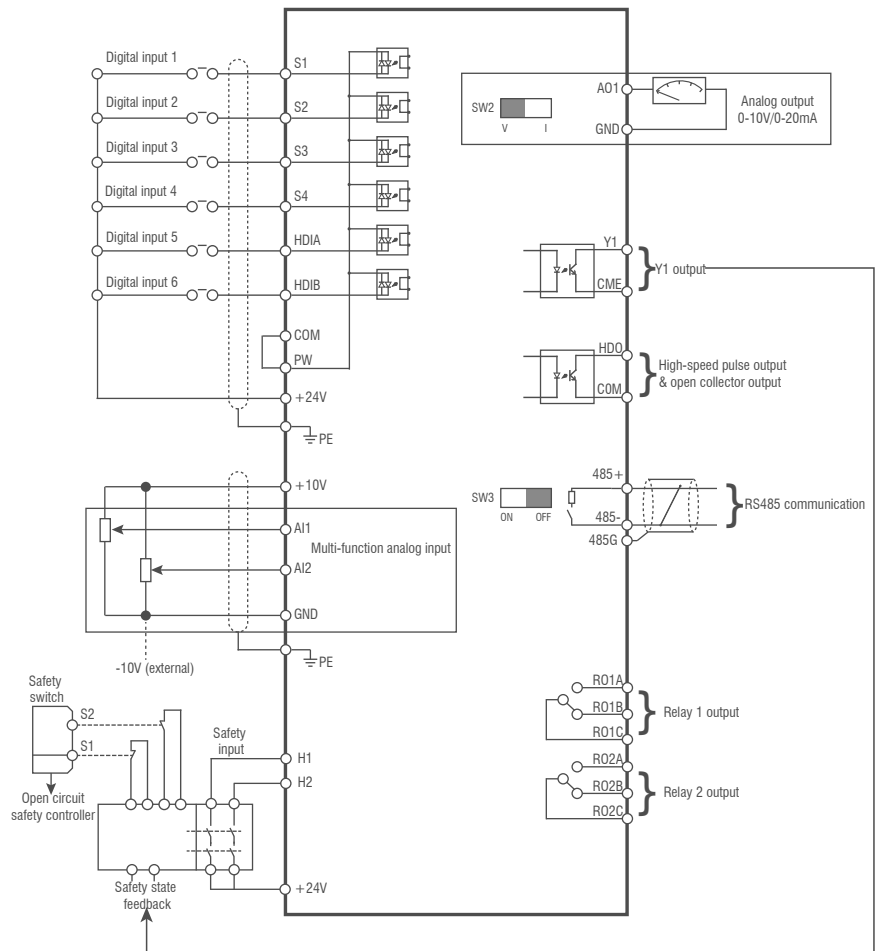 Digital input 1
S1
Digital input 2
S2
Digital input 3
S3
Digital input 4
S4
Digital input 5
HDIA
Digital input 6
HDIB
COM
PW
+24V
PE
+10V
AI1
Multi-function analog input
AI2
GND
PE
-10V (external)
Safety
switch
S2
S1
Open circuit
safety controller
Safety
input
H1
H2
+24V
Safety state
feedback
AO1
SW2
V I
GND
Analog output
0-10V/0-20mA
Y1
CME
Y1 output
HDO
COM
High-speed pulse output
& open collector output
SW3
ON OFF
485+
485-
485G
RS485 communication
RO1A
RO1B
RO1C
Relay 1 output
RO2A
RO2B
RO2C
Relay 2 output